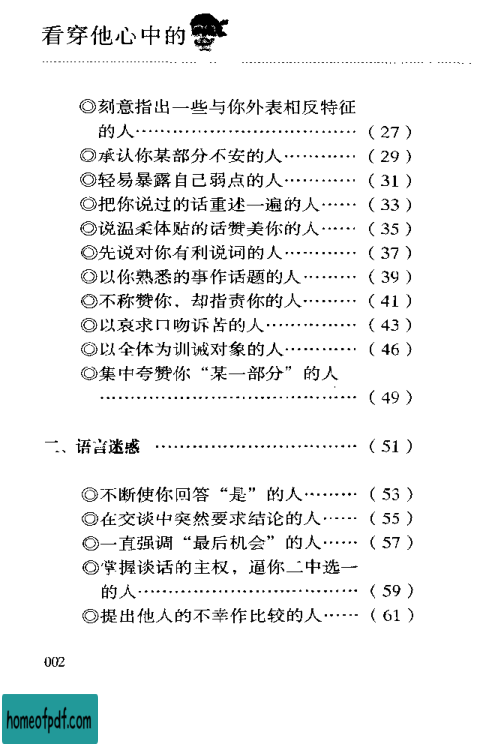 看穿他心中的
◎刻意指出一些与你外表相反特征
的人…………………………………(27)
◎承认你某部分不安的人…………(29)
◎轻易暴露自己弱点的人…………(31)
◎把你说过的话重述一遍的人……(33)
◎说温柔体贴的话赞美你的人……(35)
◎先说对你有利说词的人…………(37)
◎以你熟悉的事作话题的人………(39)
◎不称赞你、却指责你的人………(41)
◎以哀求口吻诉苦的人……………(43)
◎以全体为训诫对象的人…………(46)
◎集中夸赞你“某一部分”的人
………………………………………(49)
二、语言迷惑 ……………………………(51)
◎不断使你回答“是”的人………(53)
◎在交谈中突然要求结论的人……(55)
◎一直强调“最后机会”的人……(57)
◎掌握谈话的主权，逼你二中选一
的人…………………………………(59)
◎提出他人的不幸作比较的人……(61)
002
homeofpdf.com